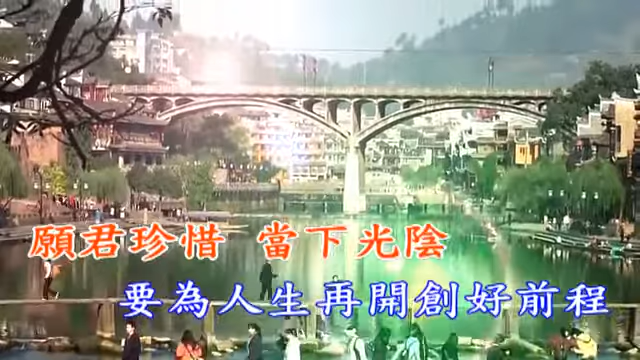 願君珍惜 當下光陰
要為人生再開創好前程